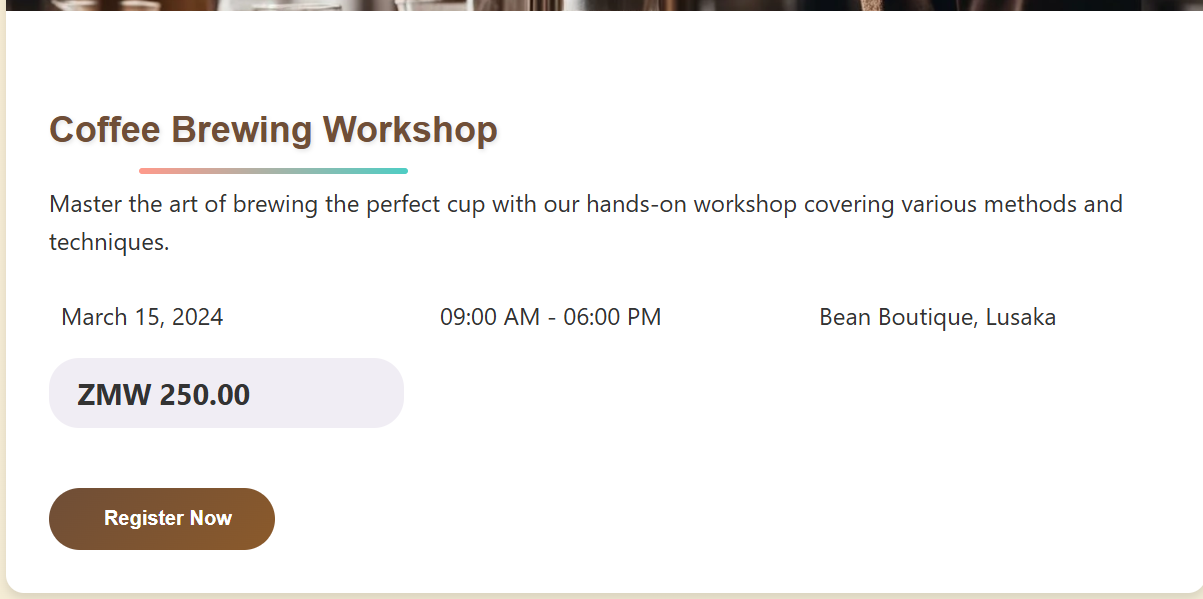 Coffee Brewing Workshop
Master the art of brewing the perfect cup with our hands-on workshop covering various methods and
techniques.
March 15, 2024
09:00 AM - 06:00 PM
Bean Boutique, Lusaka
ZMW 250.00
Register Now